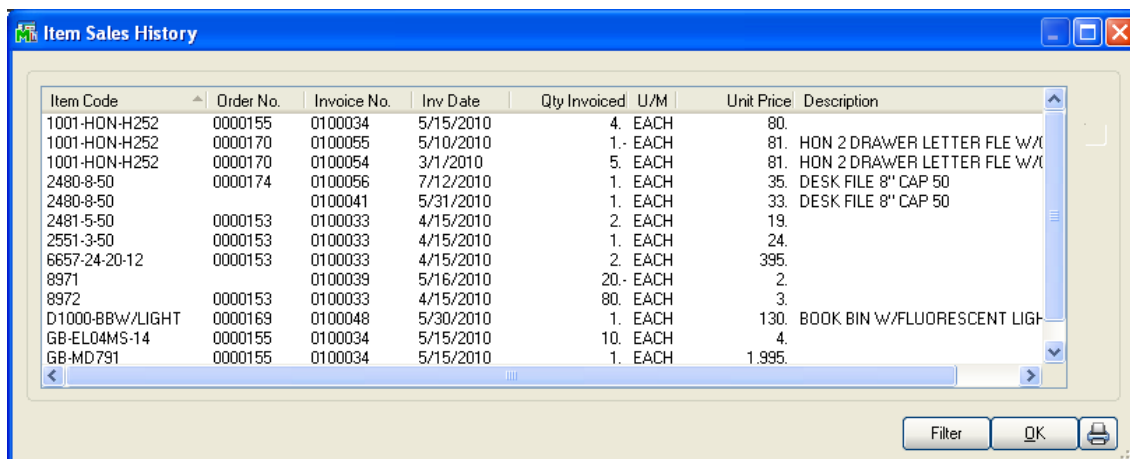 Item Sales History
Item Code Order No. Invoice No. Inv Date Qty Invoiced U/M Unit Price Description
1001-HON-H252 0000155 0100034 5/15/2010 4. EACH 80.
1001-HON-H252 0000170 0100055 5/10/2010 1.- EACH 81. HON 2 DRAWER LETTER FLE W/(
1001-HON-H252 0000170 0100054 3/1/2010 5. EACH 81. HON 2 DRAWER LETTER FLE W/(
2480-8-50 0000174 0100056 7/12/2010 1. EACH 35. DESK FILE 8" CAP 50
2480-8-50 0100041 5/31/2010 1. EACH 33. DESK FILE 8" CAP 50
2481-5-50 0000153 0100033 4/15/2010 2. EACH 19.
2551-3-50 0000153 0100033 4/15/2010 1. EACH 24.
6657-24-20-12 0000153 0100033 4/15/2010 2. EACH 395.
8971 0100039 5/16/2010 20.- EACH 2.
8972 0000153 0100033 4/15/2010 80. EACH 3.
D1000-BBW/LIGHT 0000169 0100048 5/30/2010 1. EACH 130. BOOK BIN W/FLUORESCENT LIGH
GB-EL04MS-14 0000155 0100034 5/15/2010 10. EACH 4.
GB-MD791 0000155 0100034 5/15/2010 1. EACH 1.995.
Filter OK